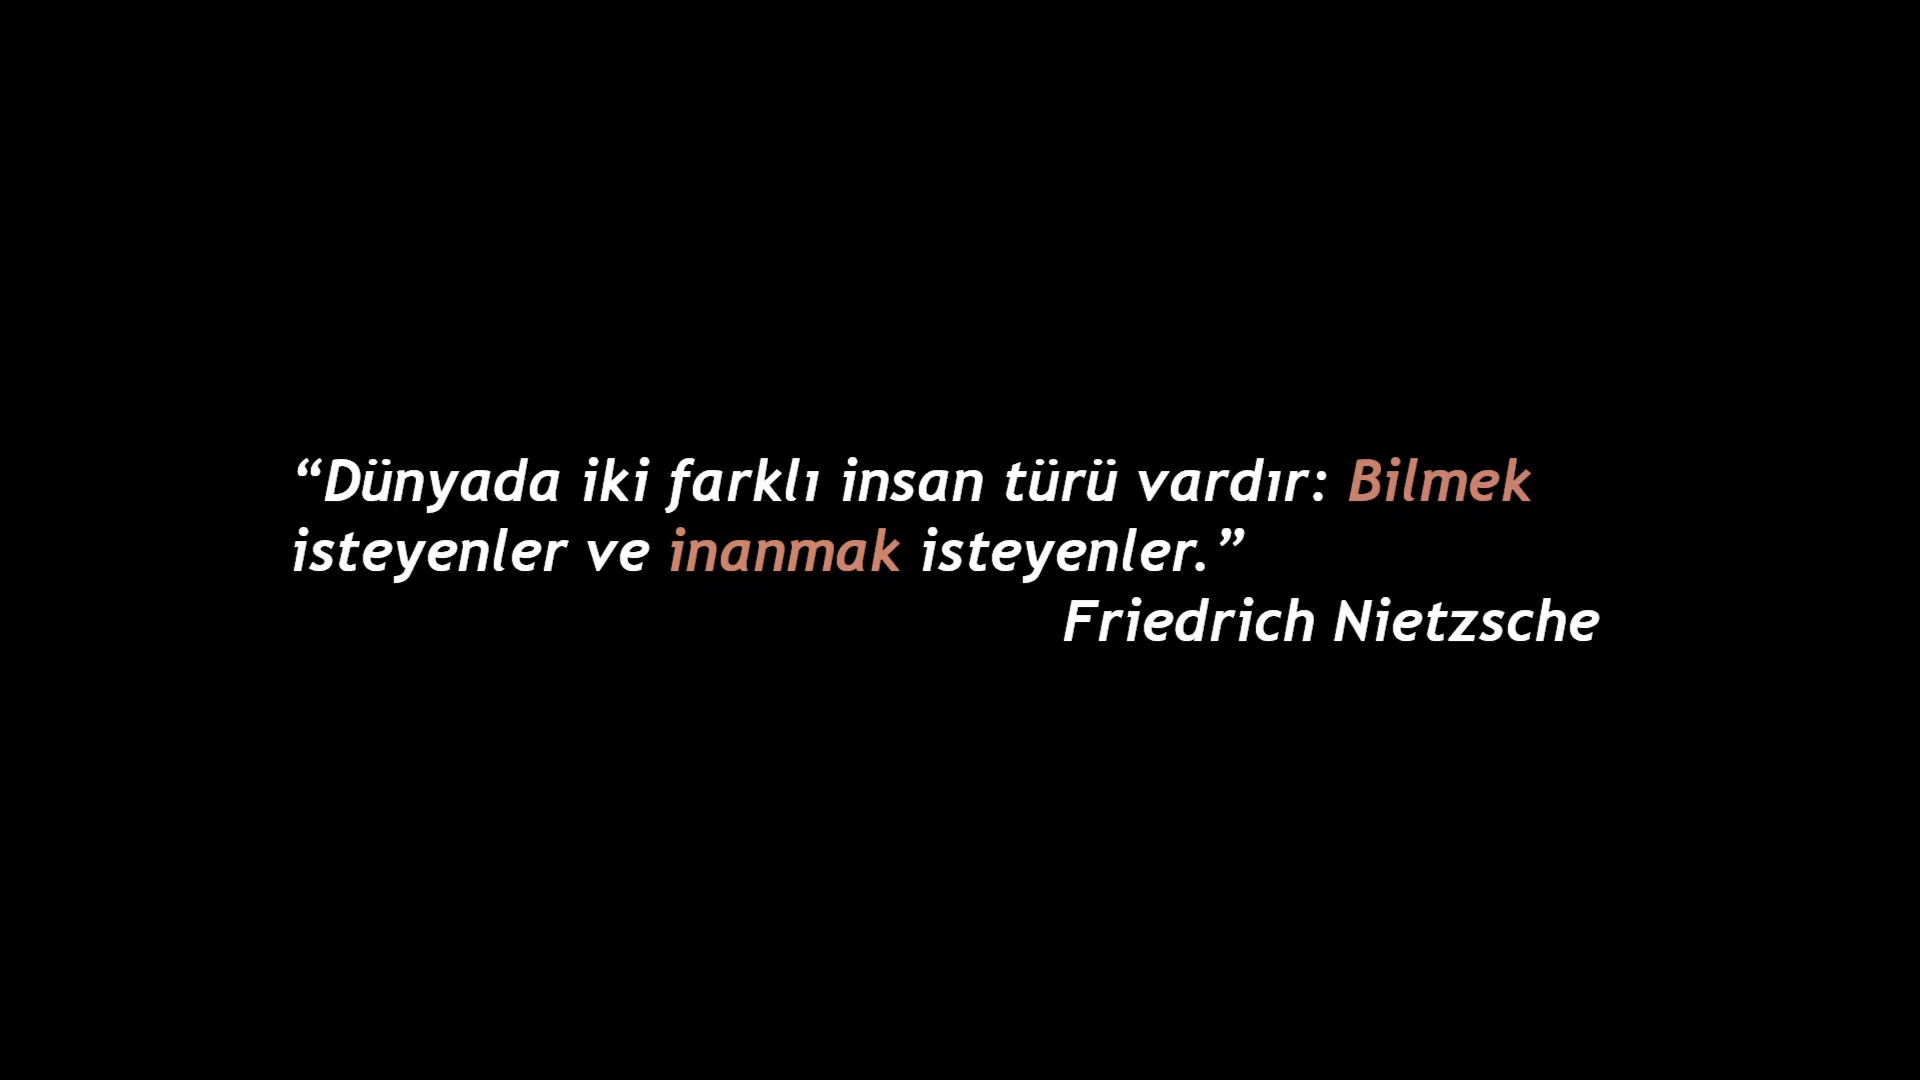 “Dünyada iki farklı insan türü vardır: Bilmek
isteyenler ve inanmak isteyenler.”
Friedrich Nietzsche